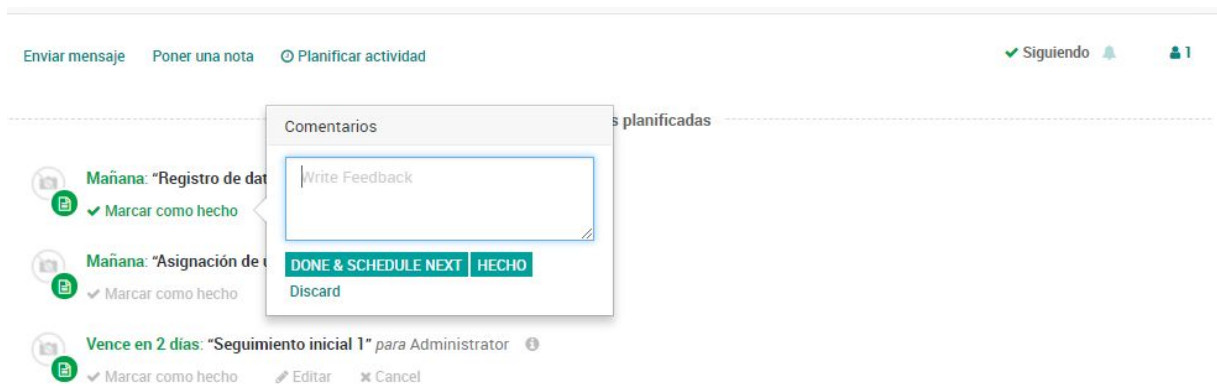 Enviar mensaje Poner una nota Planificar actividad Siguiendo 1
s planificadas
Comentarios
Mañana: “Registro de dat
Write Feedback
Marcar como hecho
Mañana: “Asignación de u
DONE & SCHEDULE NEXT HECHO
Marcar como hecho
Discard
Vence en 2 días: “Seguimiento inicial 1” para Administrator
Marcar como hecho Editar Cancel